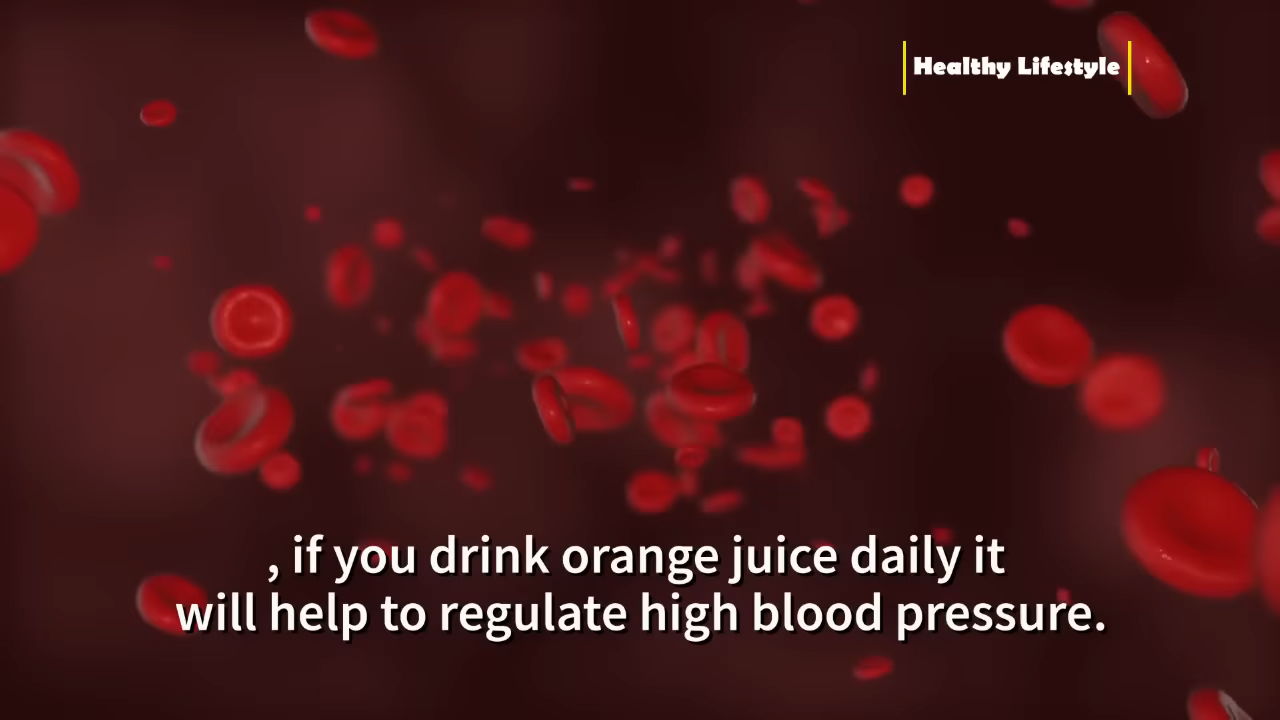 Healthy Lifestyle
, if you drink orange juice daily it
will help to regulate high blood pressure.